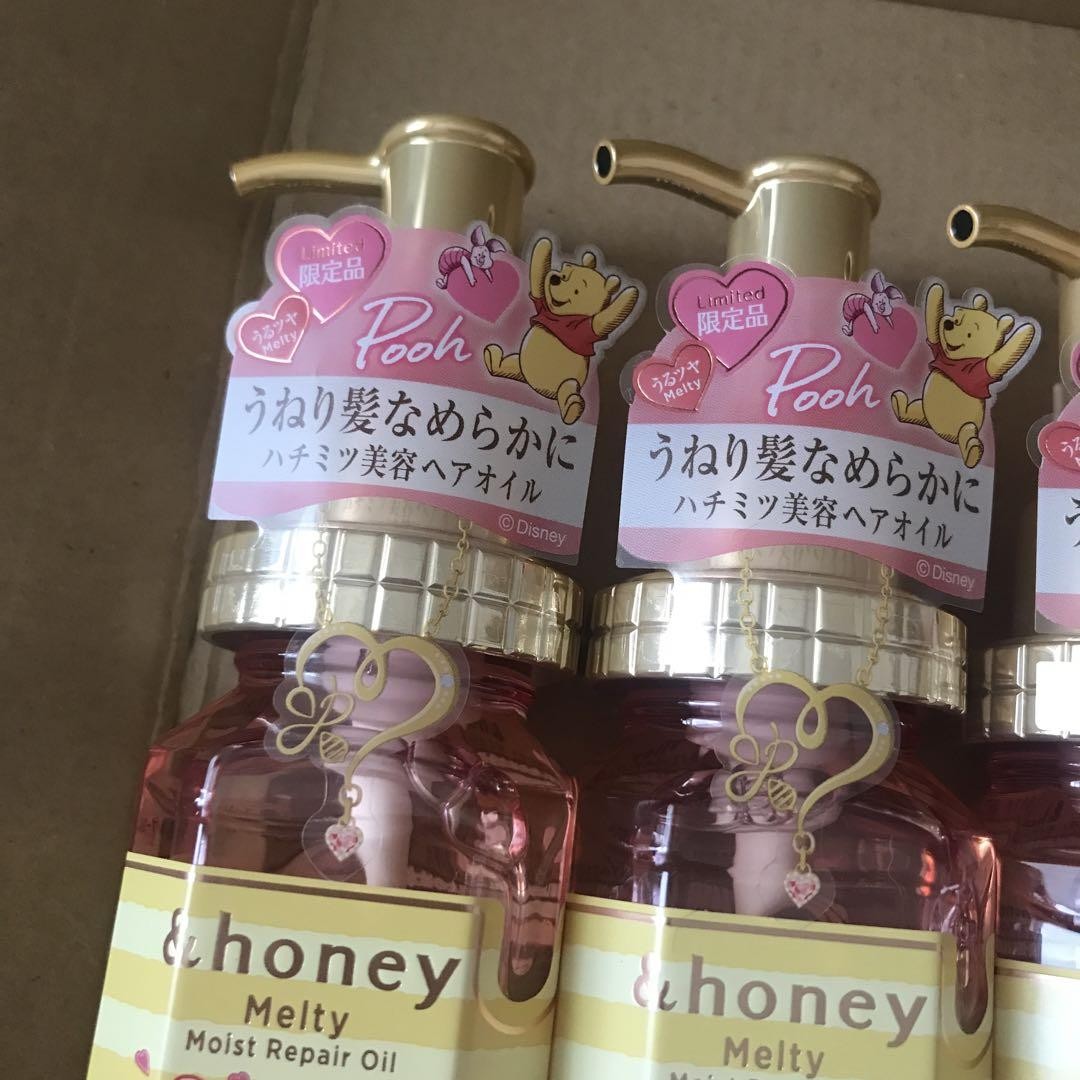 Limited
限定品
うるツヤ
Melty
Pooh
うねり髪なめらかに
ハチミツ美容ヘアオイル
©Disney
&honey
Melty
Moist Repair Oil
Limited
限定品
うるツヤ
Melty
Pooh
うねり髪なめらかに
ハチミツ美容ヘアオイル
©Disney
&honey
Melty